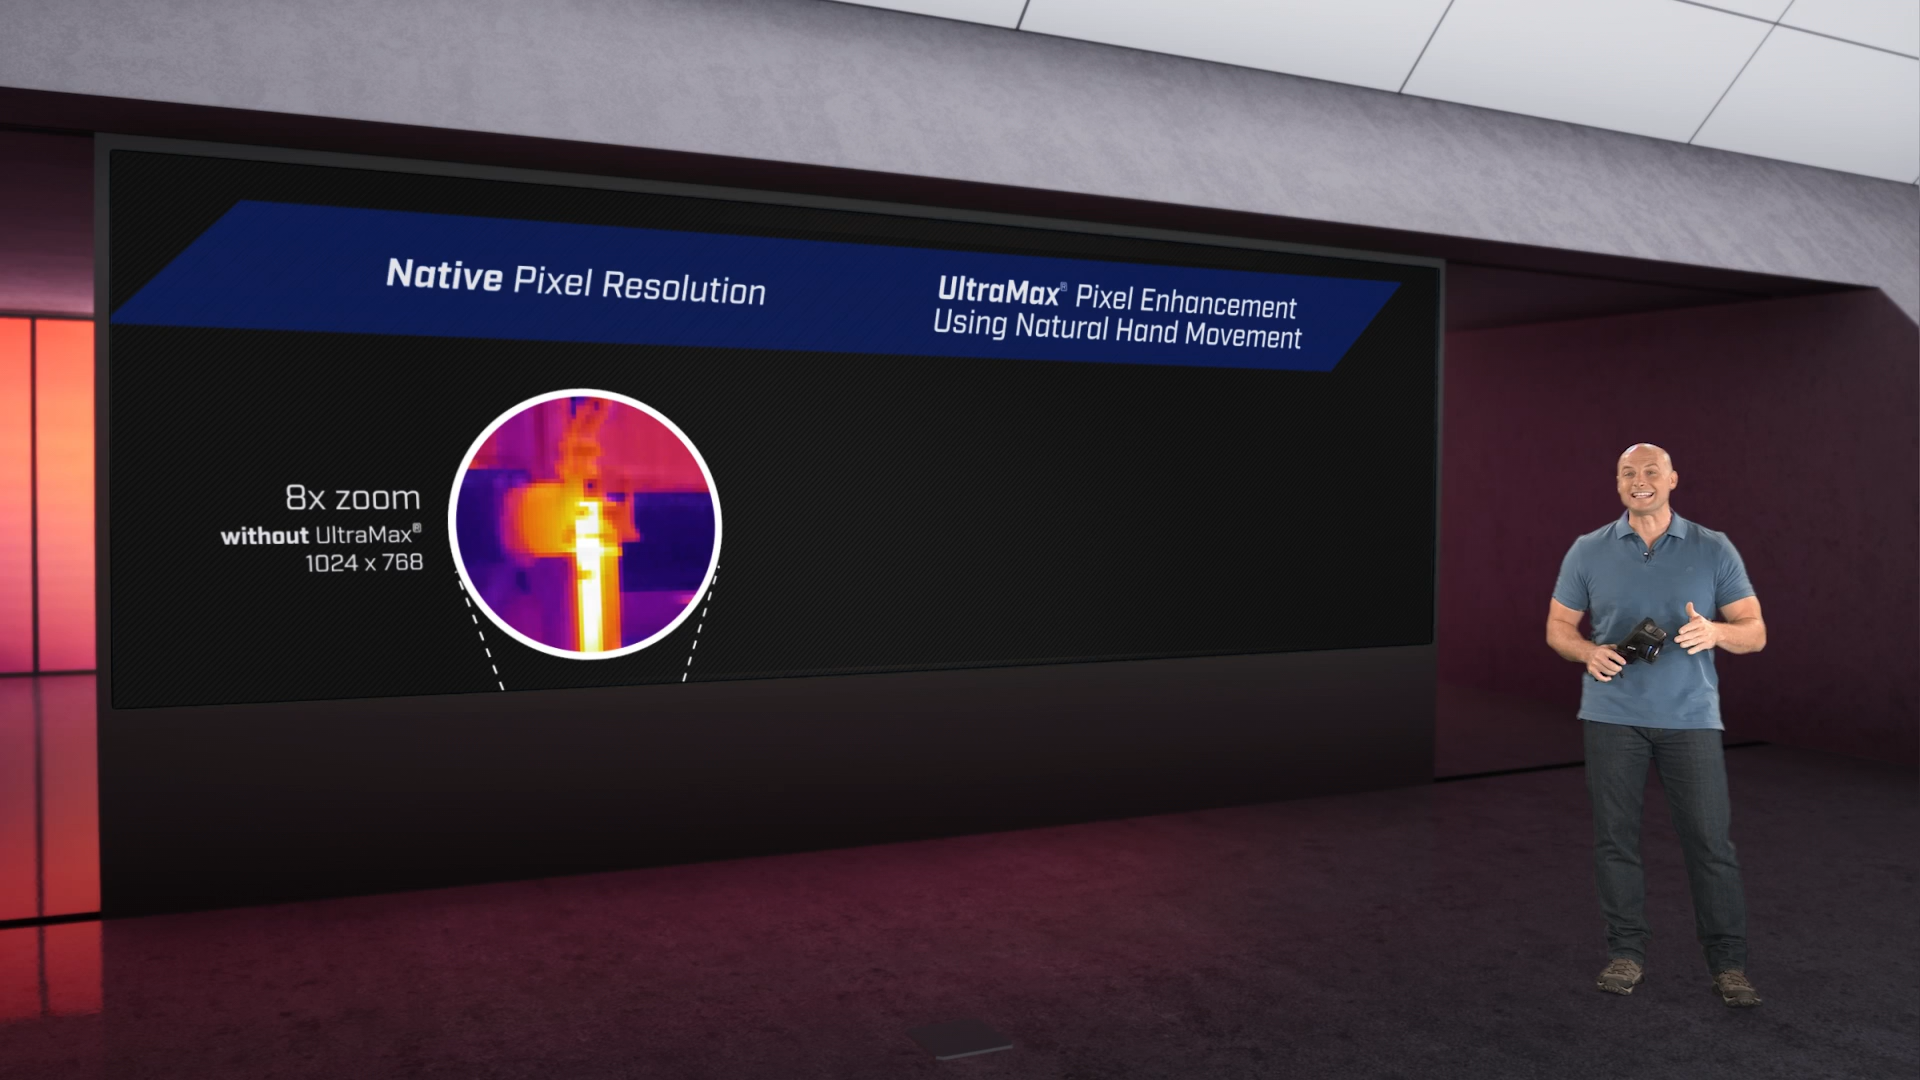 Native Pixel Resolution
UltraMax® Pixel Enhancement
Using Natural Hand Movement
8x zoom
without UltraMax®
1024 x 768